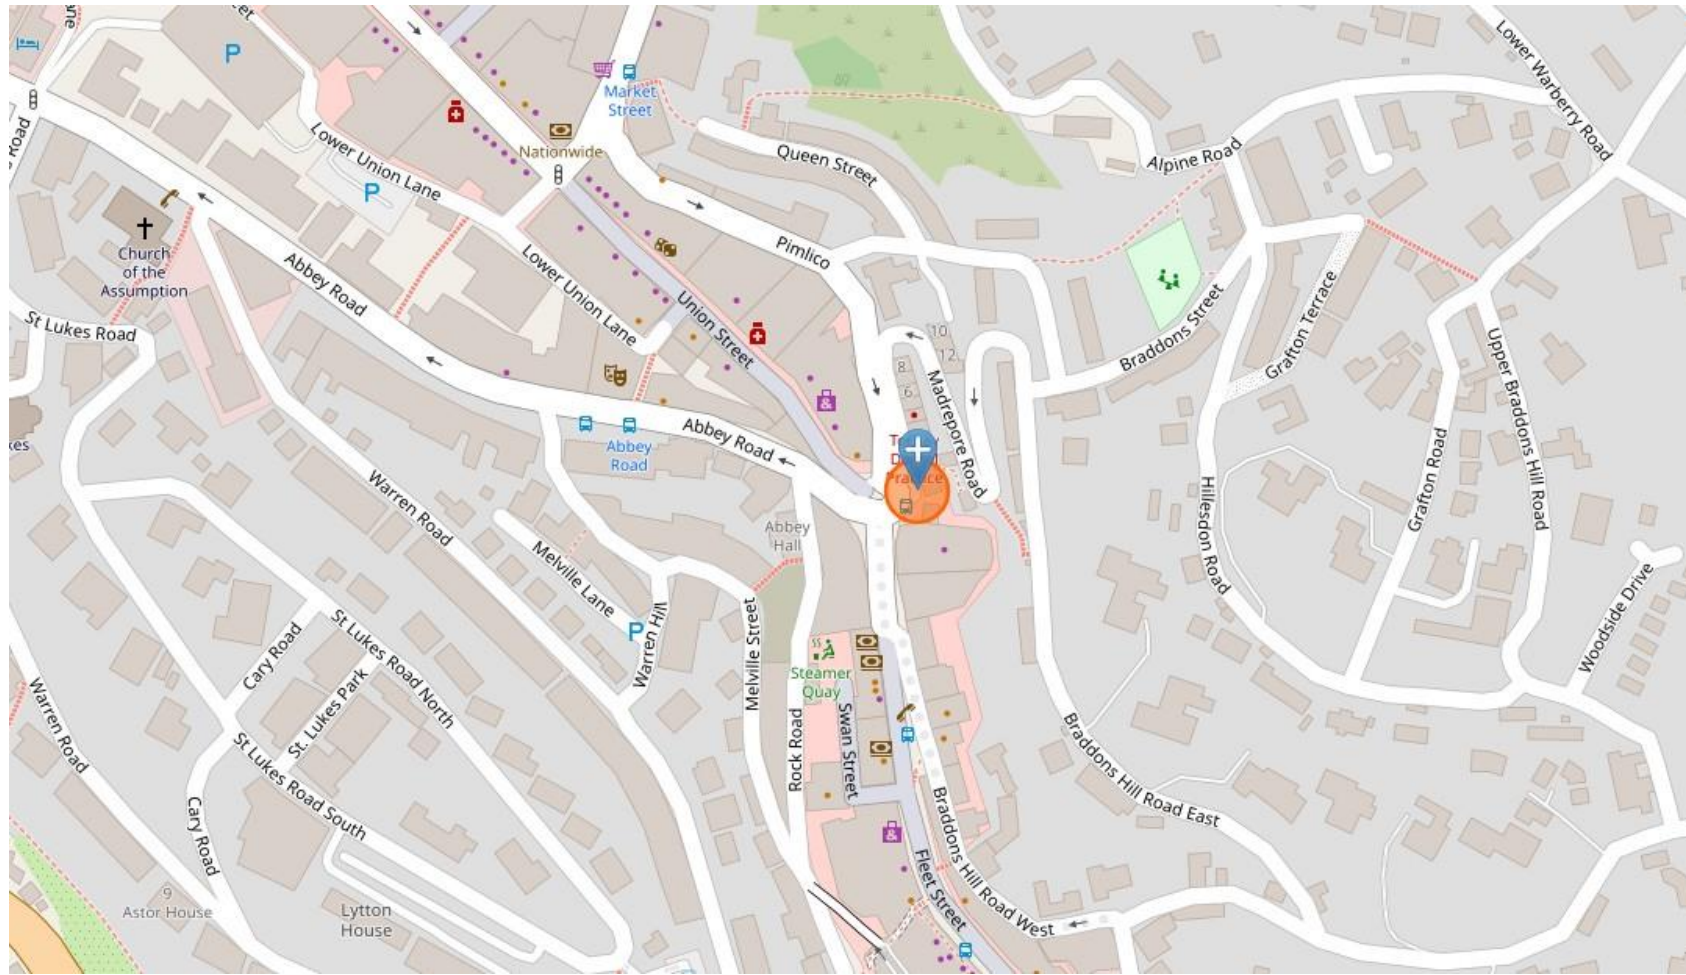 P
Lower Union Lane
P
Market
Street
Nationwide
Queen Street
Alpine Road
Lower Warberry Road
Road
Church
of the
Assumption
Abbey Road
Lower Union Lane
Pimlico
Union Street
Braddons Street
Grafton Terrace
St Lukes Road
10
12
8
6
Madrepore Road
Upper Braddons Hill Road
Abbey Road
Abbey
Road
Practice
kes
Warren Road
Hillesdon Road
Grafton Road
Abbey
Hall
Melville Lane
P
Warren Hill
Melville Street
Woodside Drive
Cary Road
St Lukes Road North
St. Lukes Park
Steamer
Quay
Swan Street
Rock Road
Warren Road
St Lukes Road South
Cary Road
Braddons Hill Road East
Braddons Hill Road West
Fleet Street
9
Astor House
Lytton
House